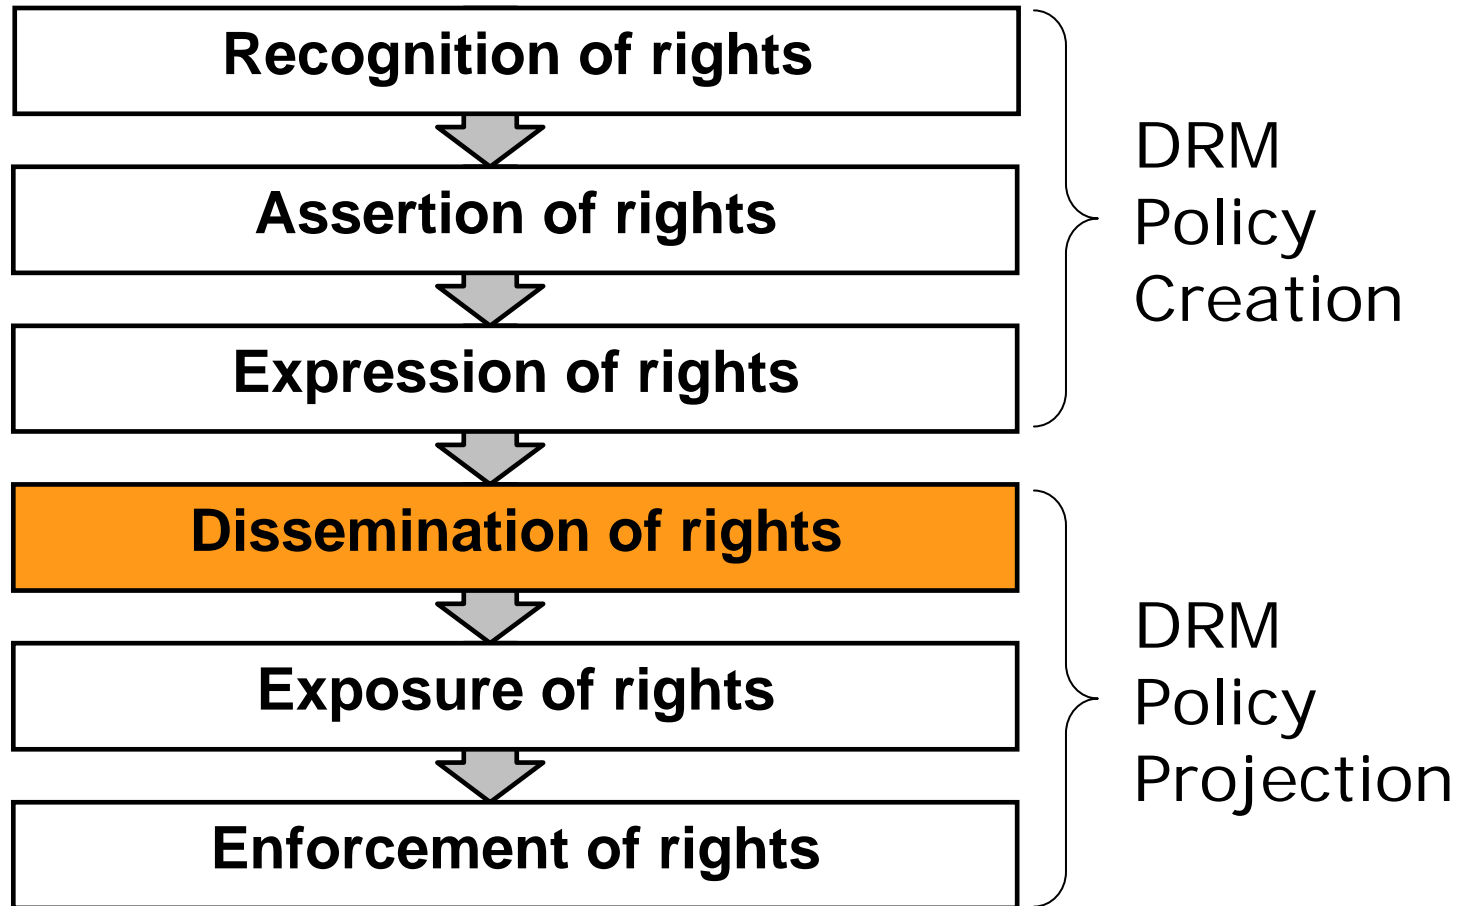 Recognition of rights
Assertion of rights
Expression of rights
DRM
Policy
Creation
Dissemination of rights
Exposure of rights
Enforcement of rights
DRM
Policy
Projection